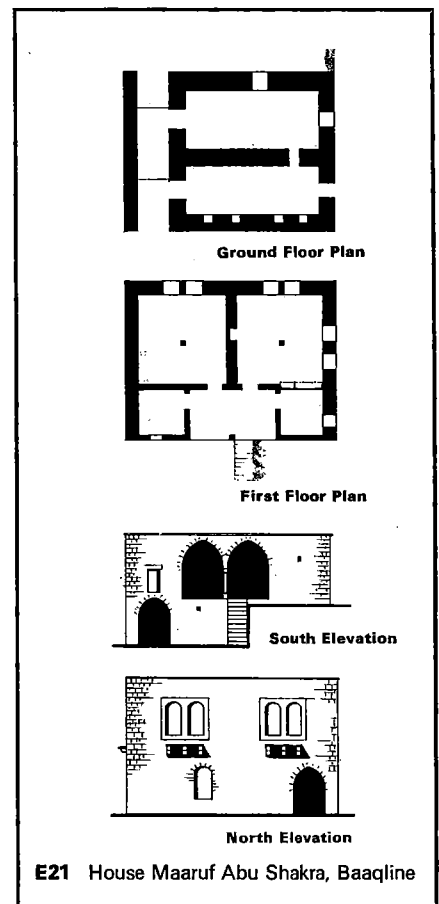 Ground Floor Plan
First Floor Plan
South Elevation
North Elevation
E21 House Maaruf Abu Shakra, Baaqline